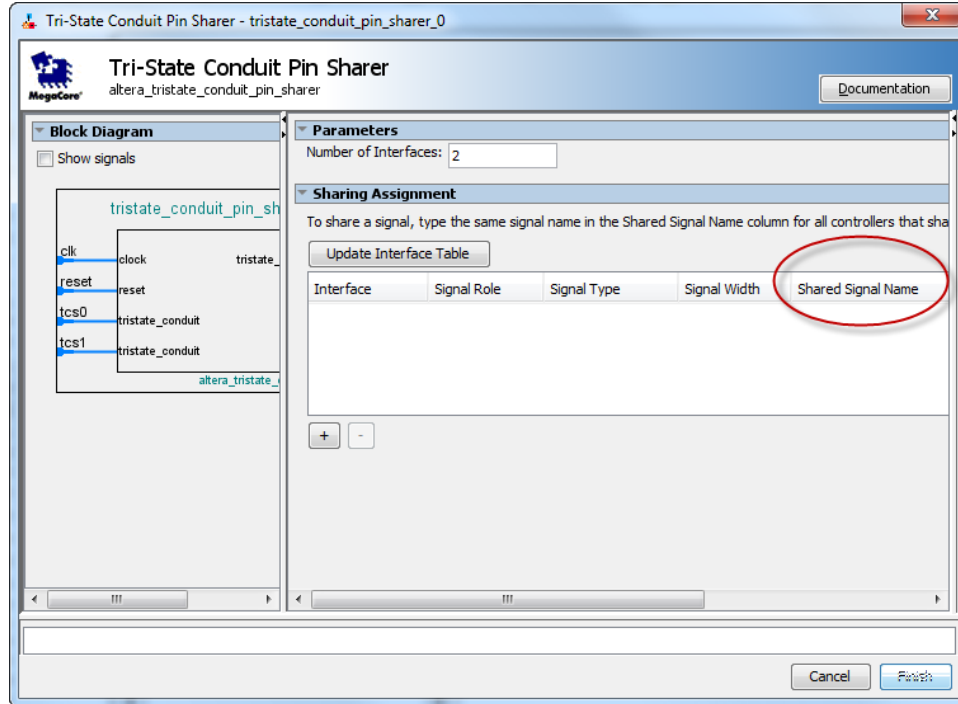 Tri-State Conduit Pin Sharer - tristate_conduit_pin_sharer_0
Tri-State Conduit Pin Sharer
altera_tristate_conduit_pin_sharer
MegaCore®
Documentation
Block Diagram
Show signals
tristate_conduit_pin_sh
clk
clock
tristate_
reset
reset
tcs0
tristate_conduit
tcs1
tristate_conduit
altera_tristate_
Parameters
Number of Interfaces: 2
Sharing Assignment
To share a signal, type the same signal name in the Shared Signal Name column for all controllers that sha
Update Interface Table
Interface Signal Role Signal Type Signal Width Shared Signal Name
+ -
Cancel Finish